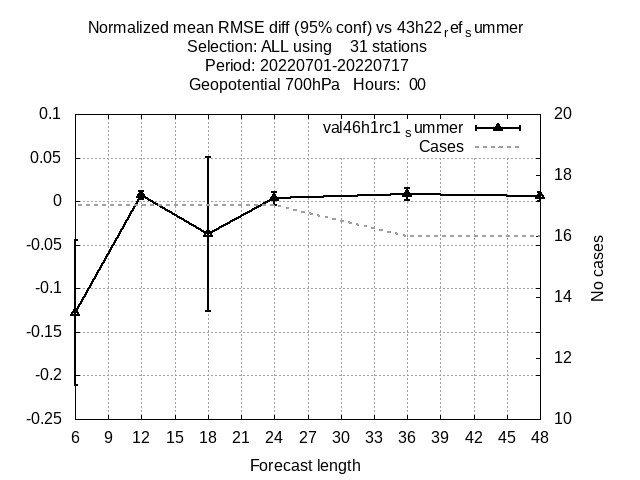 Normalized mean RMSE diff (95% conf) vs 43h22refsummer
Selection: ALL using 31 stations
Period: 20220701-20220717
Geopotential 700hPa Hours: 00
val46h1rc1summer
Cases
0.1
0.05
0
-0.05
-0.1
-0.15
-0.2
-0.25
20
18
16
14
12
10
No cases
6 9 12 15 18 21 24 27 30 33 36 39 42 45 48
Forecast length